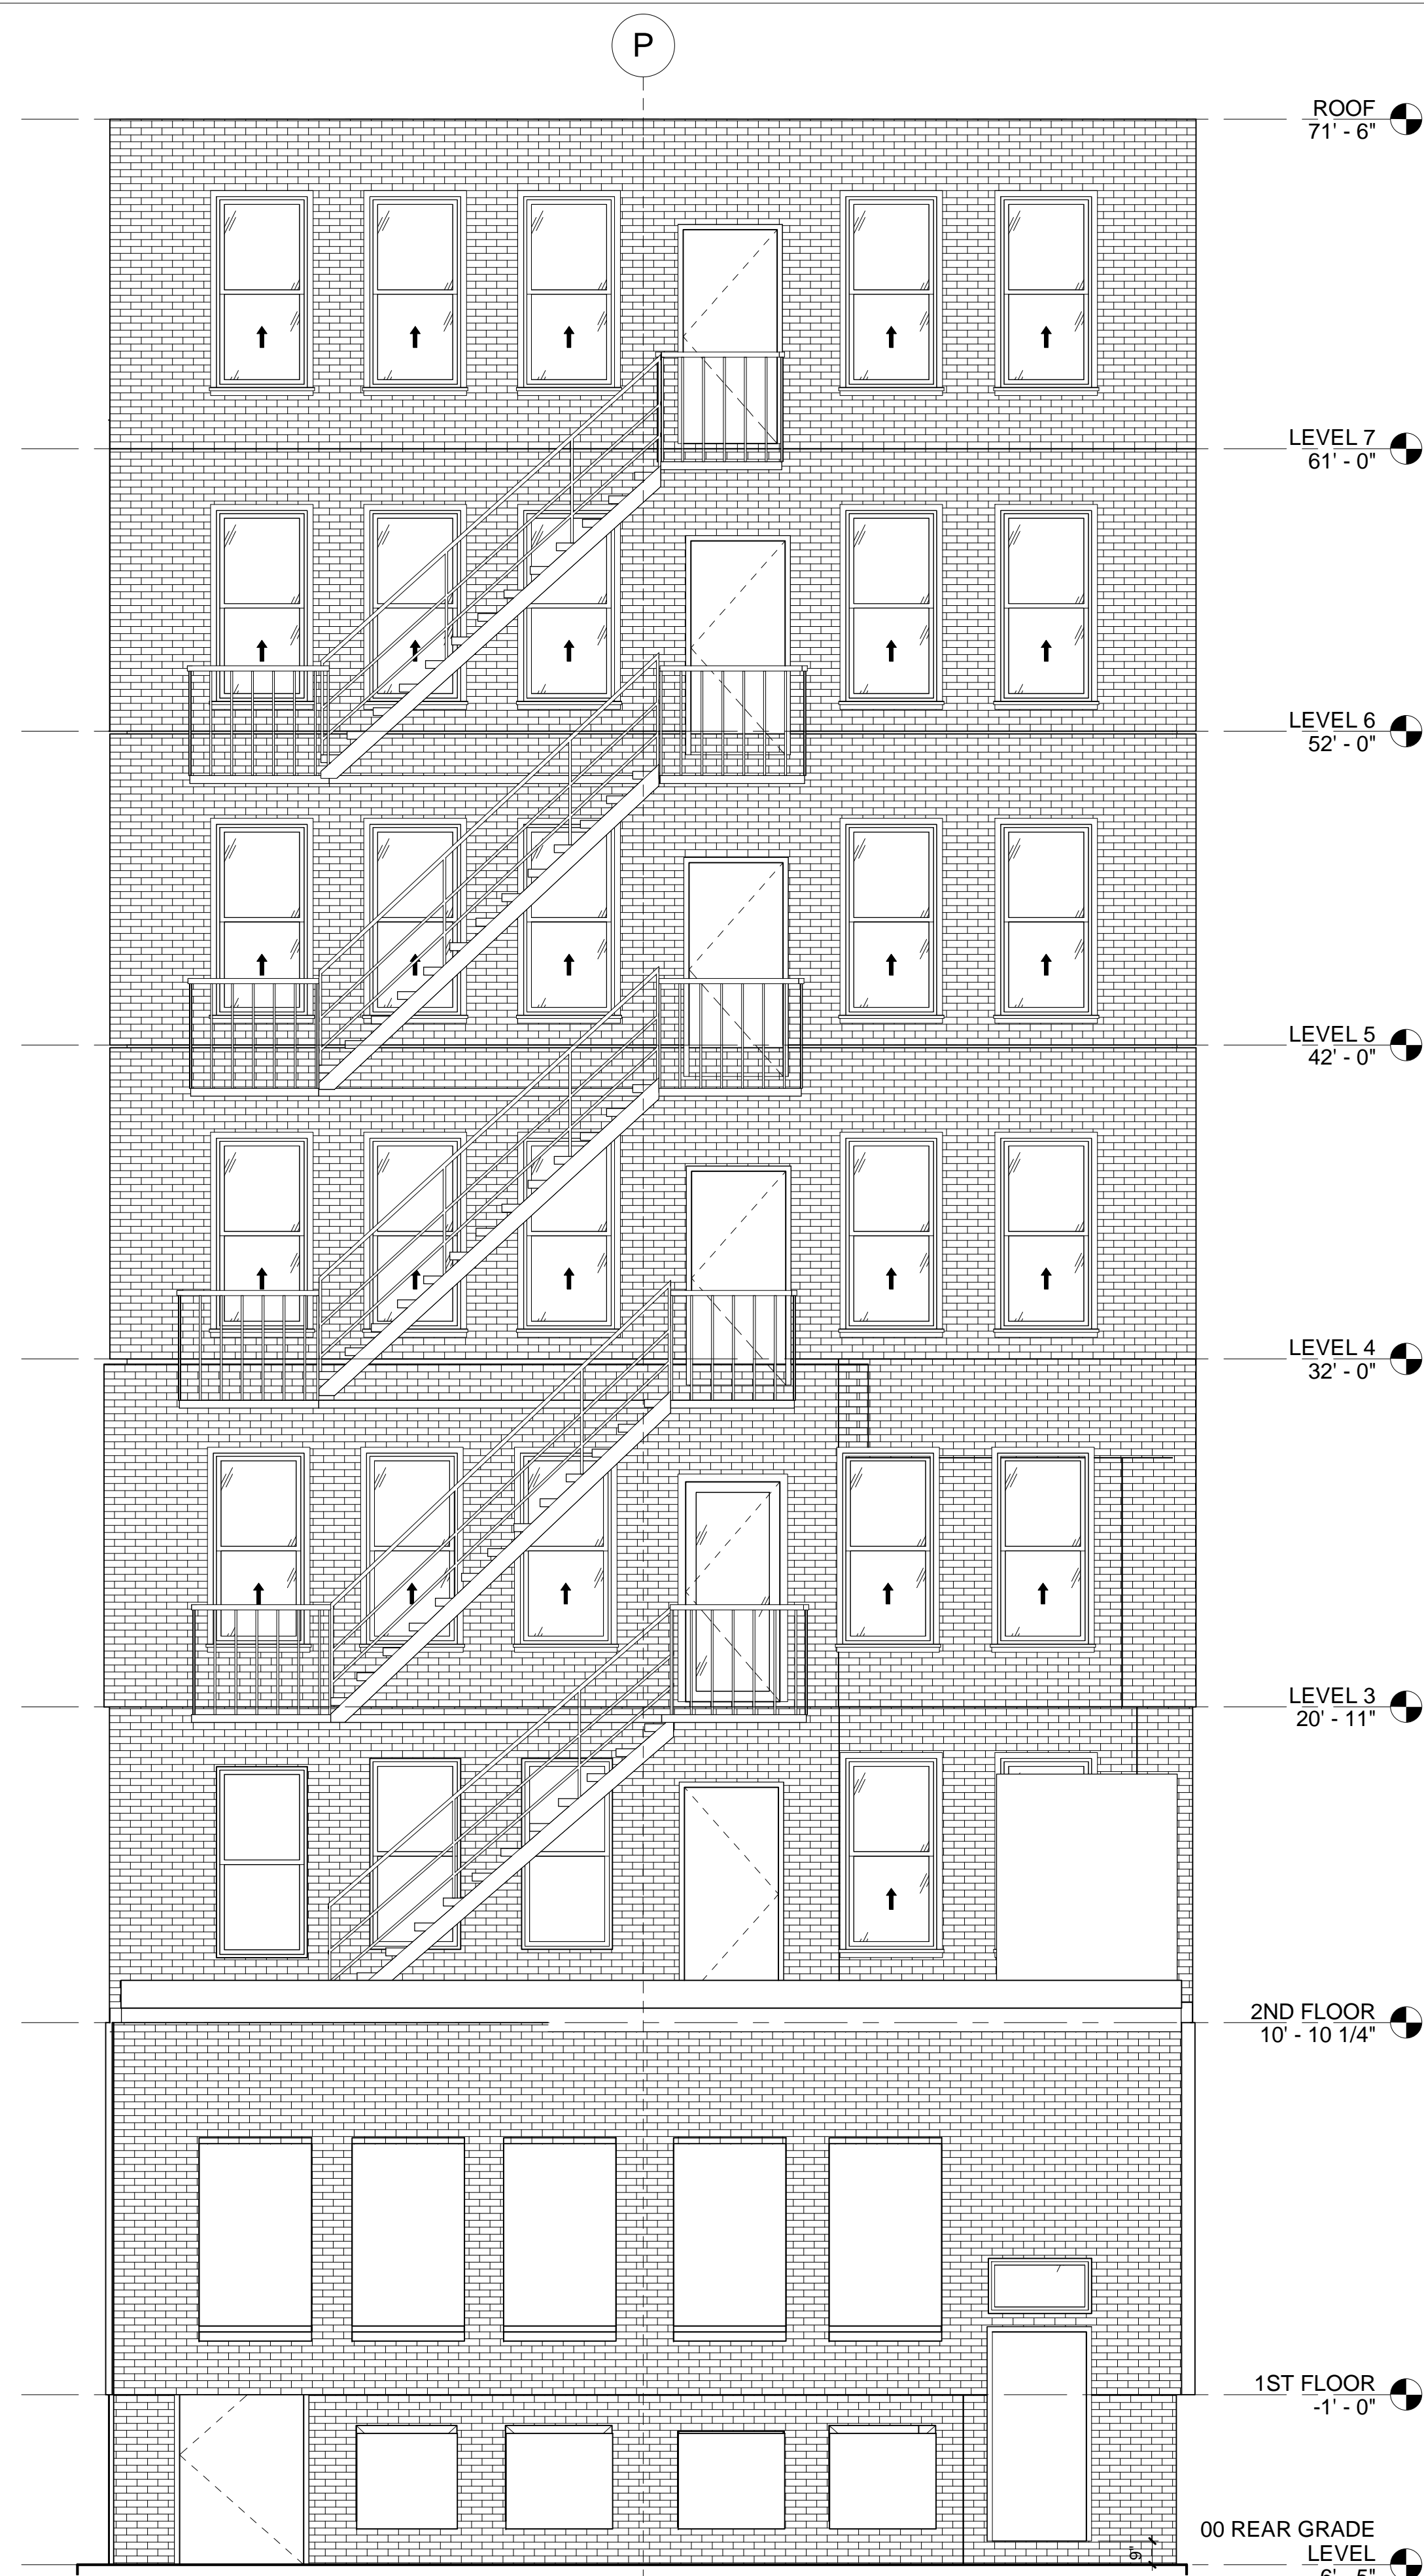 P
ROOF
71' - 6"
LEVEL 7
61' - 0"
LEVEL 6
52' - 0"
LEVEL 5
42' - 0"
LEVEL 4
32' - 0"
LEVEL 3
20' - 11"
2ND FLOOR
10' - 10 1/4"
1ST FLOOR
-1' - 0"
9"
00 REAR GRADE
LEVEL